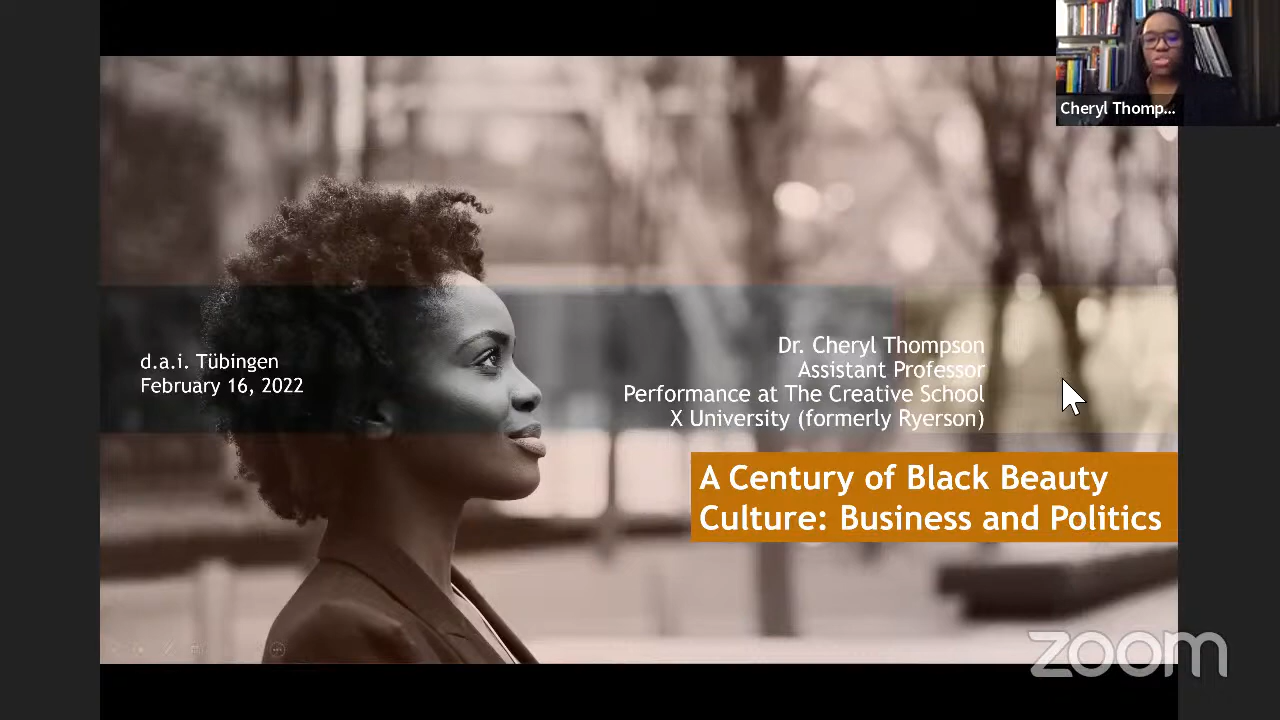 Cheryl Thomp...
d.a.i. Tübingen
February 16, 2022
Dr. Cheryl Thompson
Assistant Professor
Performance at The Creative School
X University (formerly Ryerson)
A Century of Black Beauty
Culture: Business and Politics
zoom